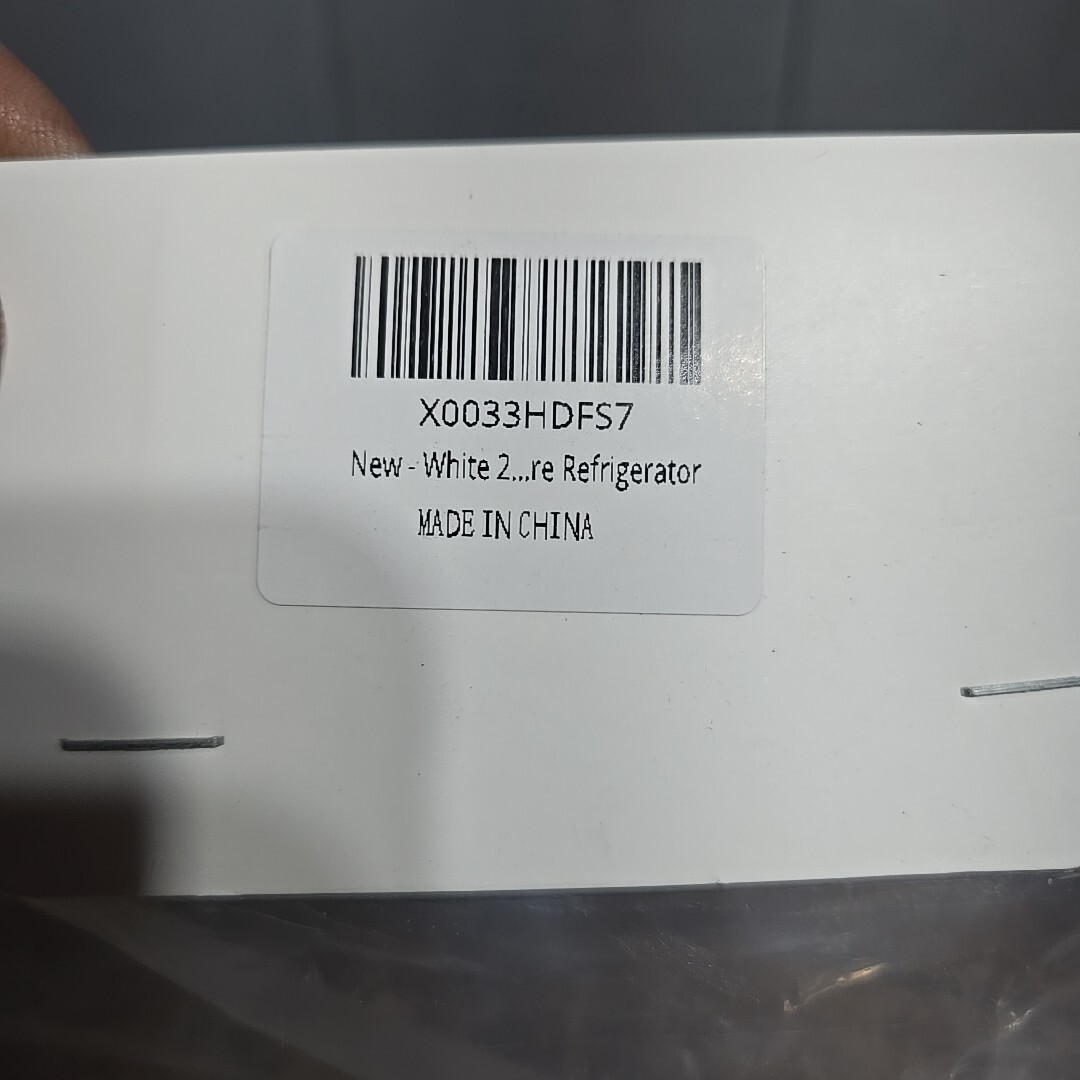 X0033HDFS7
New - White 2...re Refrigerator
MADE IN CHINA